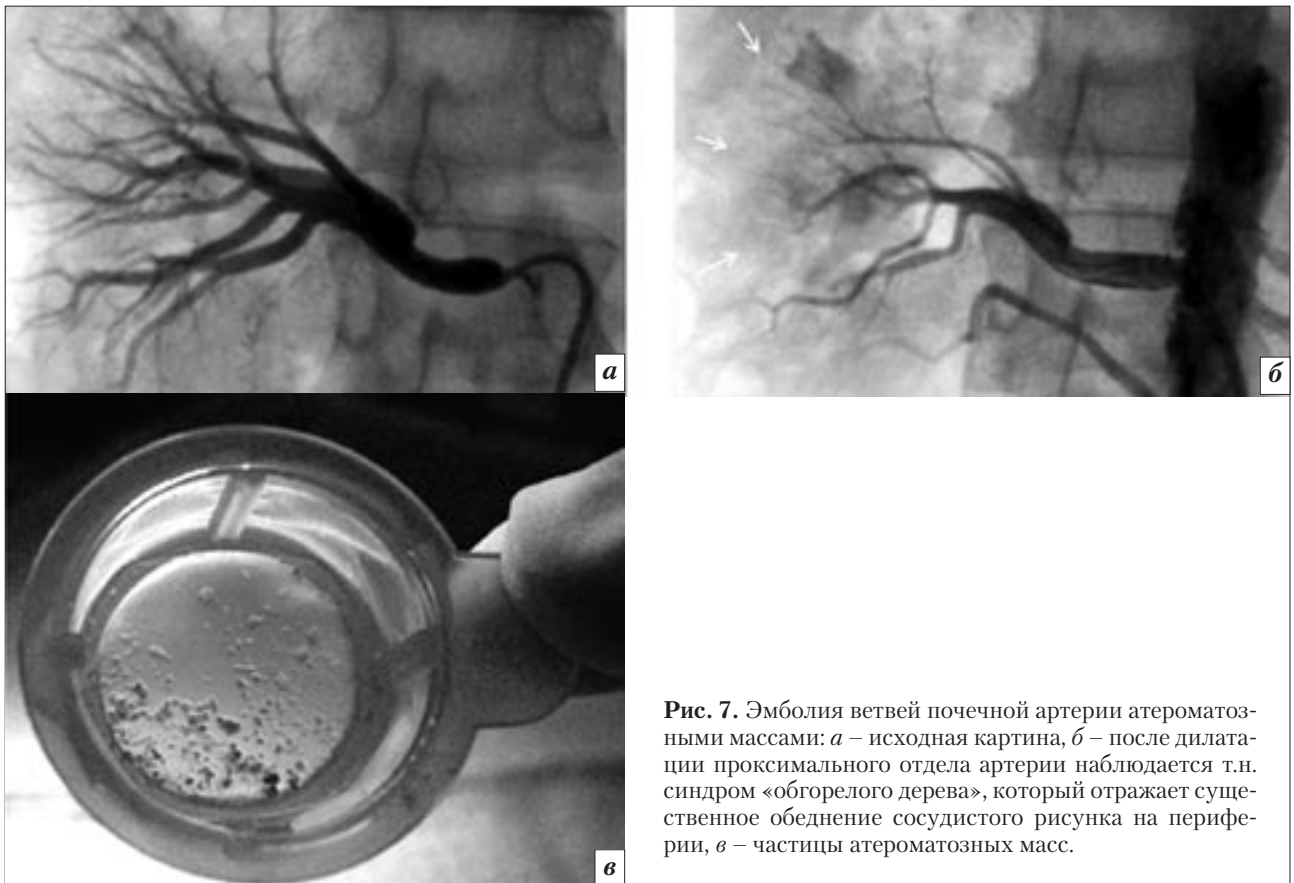 а
б
в
Рис. 7. Эмболия ветвей почечной артерии атероматоз-
ными массами: а – исходная картина, б – после дилата-
ции проксимального отдела артерии наблюдается т.н.
синдром «обгорелого дерева», который отражает суще-
ственное обеднение сосудистого рисунка на перифе-
рии, в – частицы атероматозных масс.